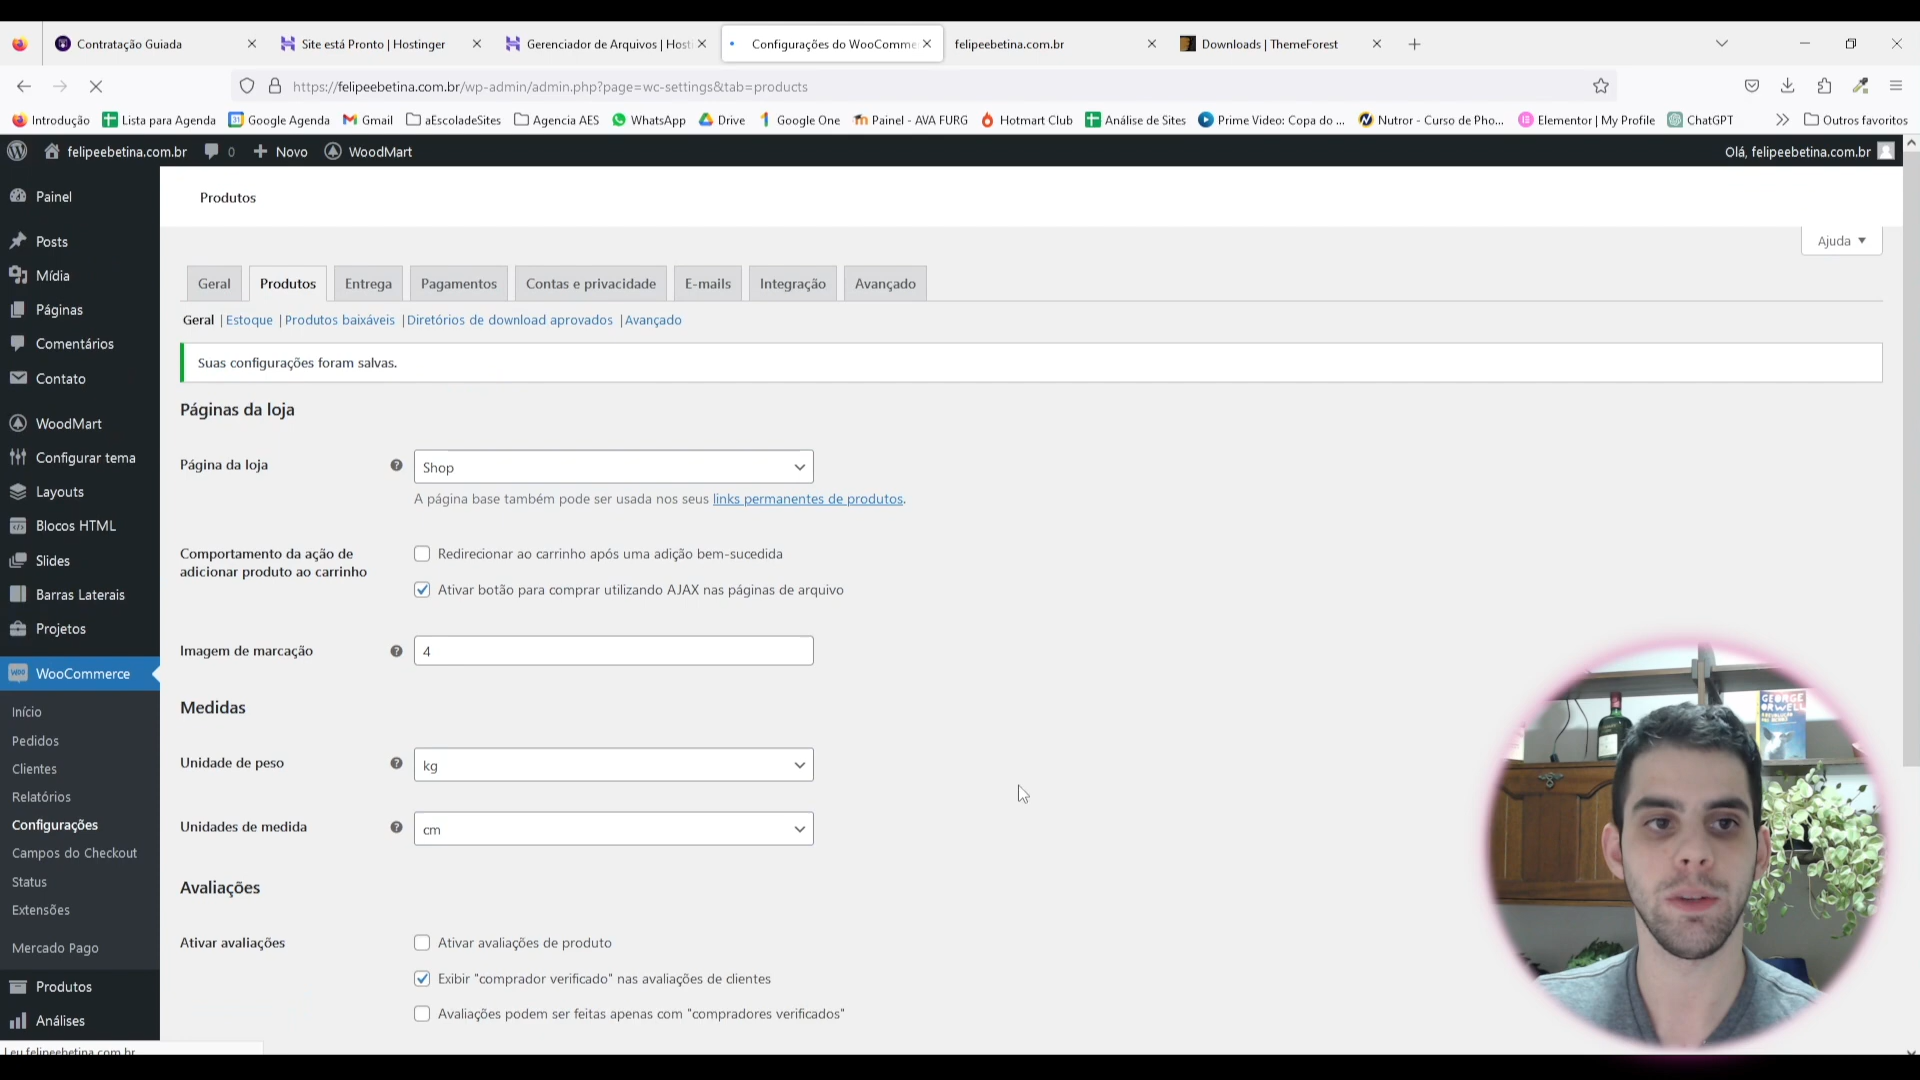 Contratação Guiada
Site está Pronto | Hostinger
Gerenciador de Arquivos | Host
Configurações do WooComme
felipeebetina.com.br
Downloads | ThemeForest
https://felipeebetina.com.br/wp-admin/admin.php?page=wc-settings&tab=products
Introdução
Lista para Agenda
Google Agenda
Gmail
aEscoladeSites
Agencia AES
WhatsApp
Drive
Google One
Painel - AVA FURG
Hotmart Club
Análise de Sites
Prime Video: Copa do ...
Nutror - Curso de Pho...
Elementor | My Profile
ChatGPT
Outros favoritos
felipeebetina.com.br
0
Novo
WoodMart
Olá, felipeebetina.com.br
Painel
Posts
Mídia
Páginas
Comentários
Contato
WoodMart
Configurar tema
Layouts
Blocos HTML
Slides
Barras Laterais
Projetos
WooCommerce
Início
Pedidos
Clientes
Relatórios
Configurações
Campos do Checkout
Status
Extensões
Mercado Pago
Produtos
Análises
Leu felipeebetina.com.br
Produtos
Ajuda
Geral
Produtos
Entrega
Pagamentos
Contas e privacidade
E-mails
Integração
Avançado
Geral | Estoque | Produtos baixáveis | Diretórios de download aprovados | Avançado
Suas configurações foram salvas.
Páginas da loja
Página da loja
Shop
A página base também pode ser usada nos seus links permanentes de produtos.
Comportamento da ação de
adicionar produto ao carrinho
Redirecionar ao carrinho após uma adição bem-sucedida
Ativar botão para comprar utilizando AJAX nas páginas de arquivo
Imagem de marcação
4
Medidas
Unidade de peso
kg
Unidades de medida
cm
Avaliações
Ativar avaliações
Ativar avaliações de produto
Exibir "comprador verificado" nas avaliações de clientes
Avaliações podem ser feitas apenas com "compradores verificados"
GEORGE
ORWELL